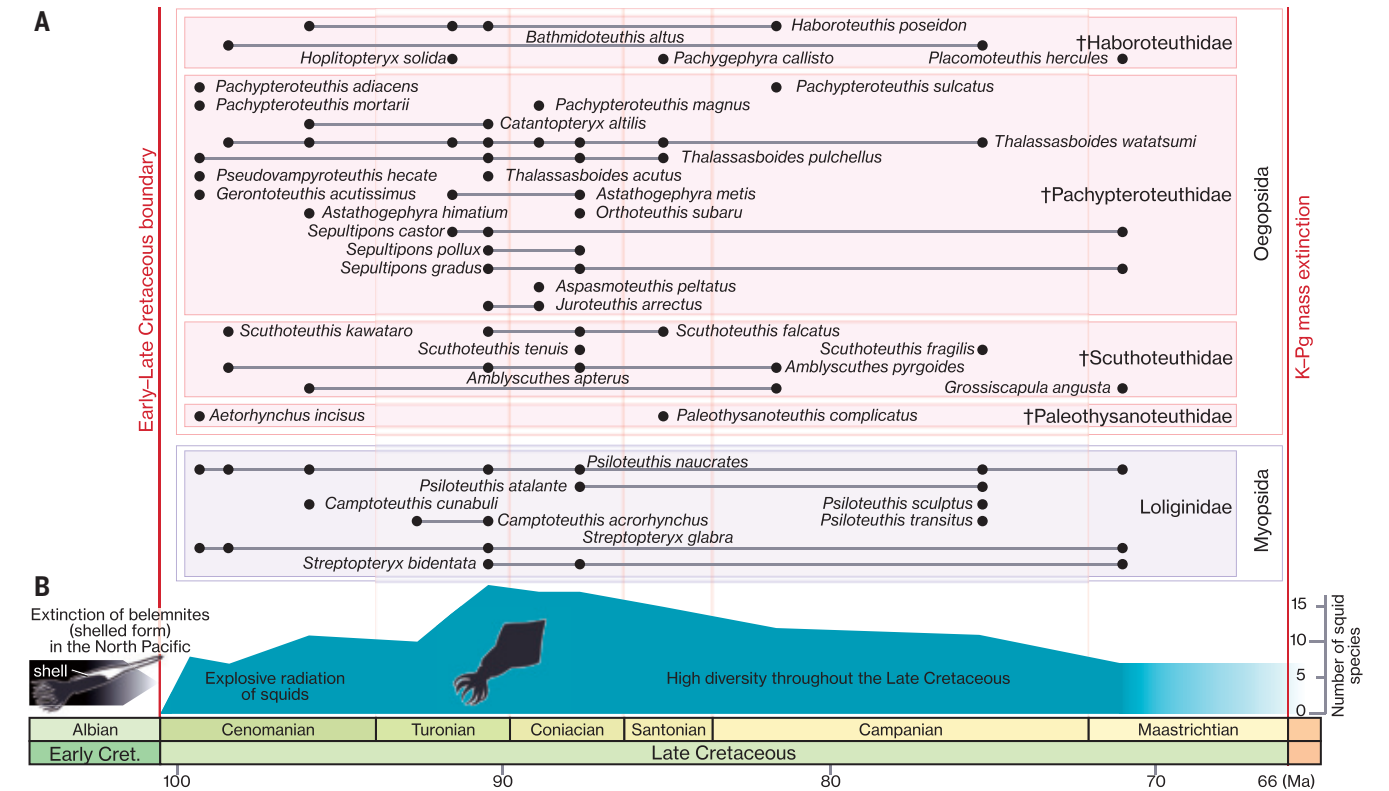 A
Haboroteuthis poseidon
Bathmidoteuthis altus
†Haboroteuthidae
Hoplitopteryx solida
Pachygephyra callisto
Placomoteuthis hercules
Pachypteroteuthis adiacens
Pachypteroteuthis sulcatus
Pachypteroteuthis mortarii
Pachypteroteuthis magnus
Catantopteryx altilis
Thalassasboides watatsumi
Thalassasboides pulchellus
Pseudovampyroteuthis hecate
Thalassasboides acutus
Gerontoteuthis acutissimus
Astathogephyra metis
†Pachypteroteuthidae
Astathogephyra himatium
Orthoteuthis subaru
Sepultipons castor
Sepultipons pollux
Sepultipons gradus
Aspasmoteuthis peltatus
Juroteuthis arrectus
Scuthoteuthis kawataro
Scuthoteuthis falcatus
Scuthoteuthis tenuis
Scuthoteuthis fragilis
†Scuthoteuthidae
Amblyscuthes pyrgoides
Amblyscuthes apterus
Grossiscapula angusta
Aetorhynchus incisus
Paleothysanoteuthis complicatus
†Paleothysanoteuthidae
Oegopsida
Early–Late Cretaceous boundary
K–Pg mass extinction
Psiloteuthis naucrates
Psiloteuthis atalante
Camptoteuthis cunabuli
Psiloteuthis sculptus
Loliginidae
Camptoteuthis acrorhynchus
Psiloteuthis transitus
Streptopteryx glabra
Streptopteryx bidentata
Myopsida
B
Extinction of belemnites
(shelled form)
in the North Pacific
shell
Explosive radiation
of squids
High diversity throughout the Late Cretaceous
15
10
5
0
Number of squid
species
Albian
Cenomanian
Turonian
Coniacian
Santonian
Campanian
Maastrichtian
Early Cret.
Late Cretaceous
100
90
80
70
66 (Ma)